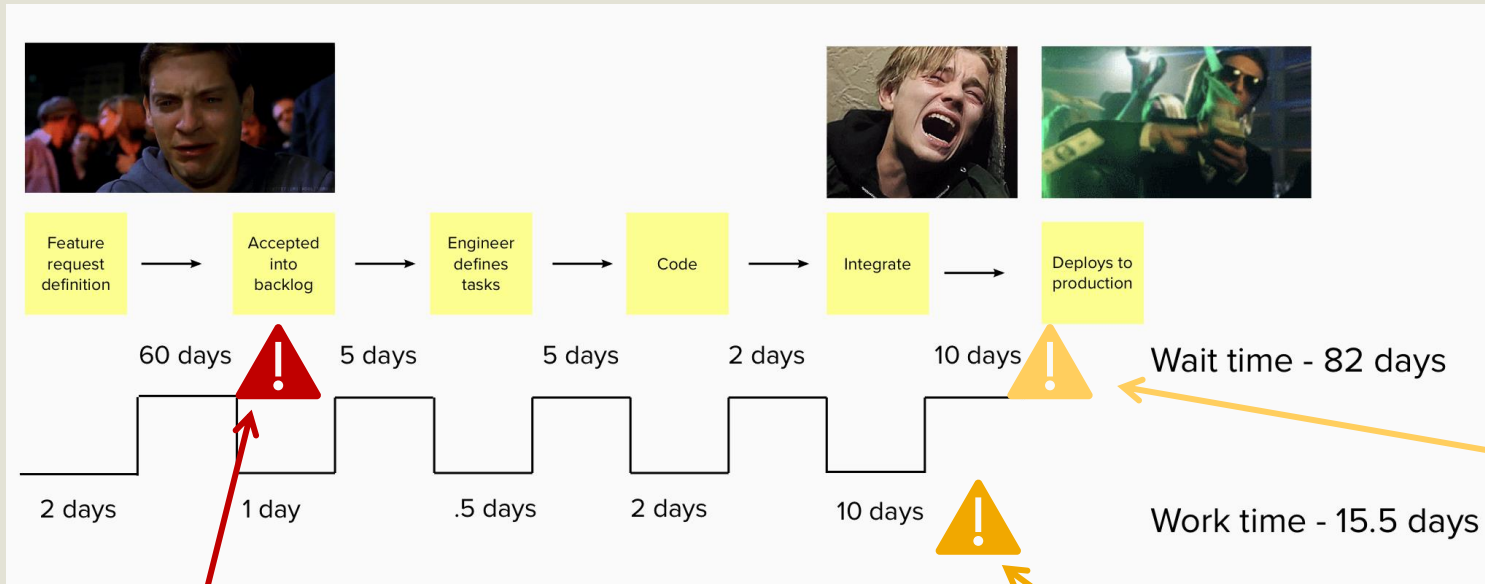 Feature
request
definition
Accepted
into
backlog
Engineer
defines
tasks
Code
Integrate
Deploys to
production
60 days
5 days
5 days
2 days
10 days
Wait time - 82 days
2 days
1 day
.5 days
2 days
10 days
Work time - 15.5 days